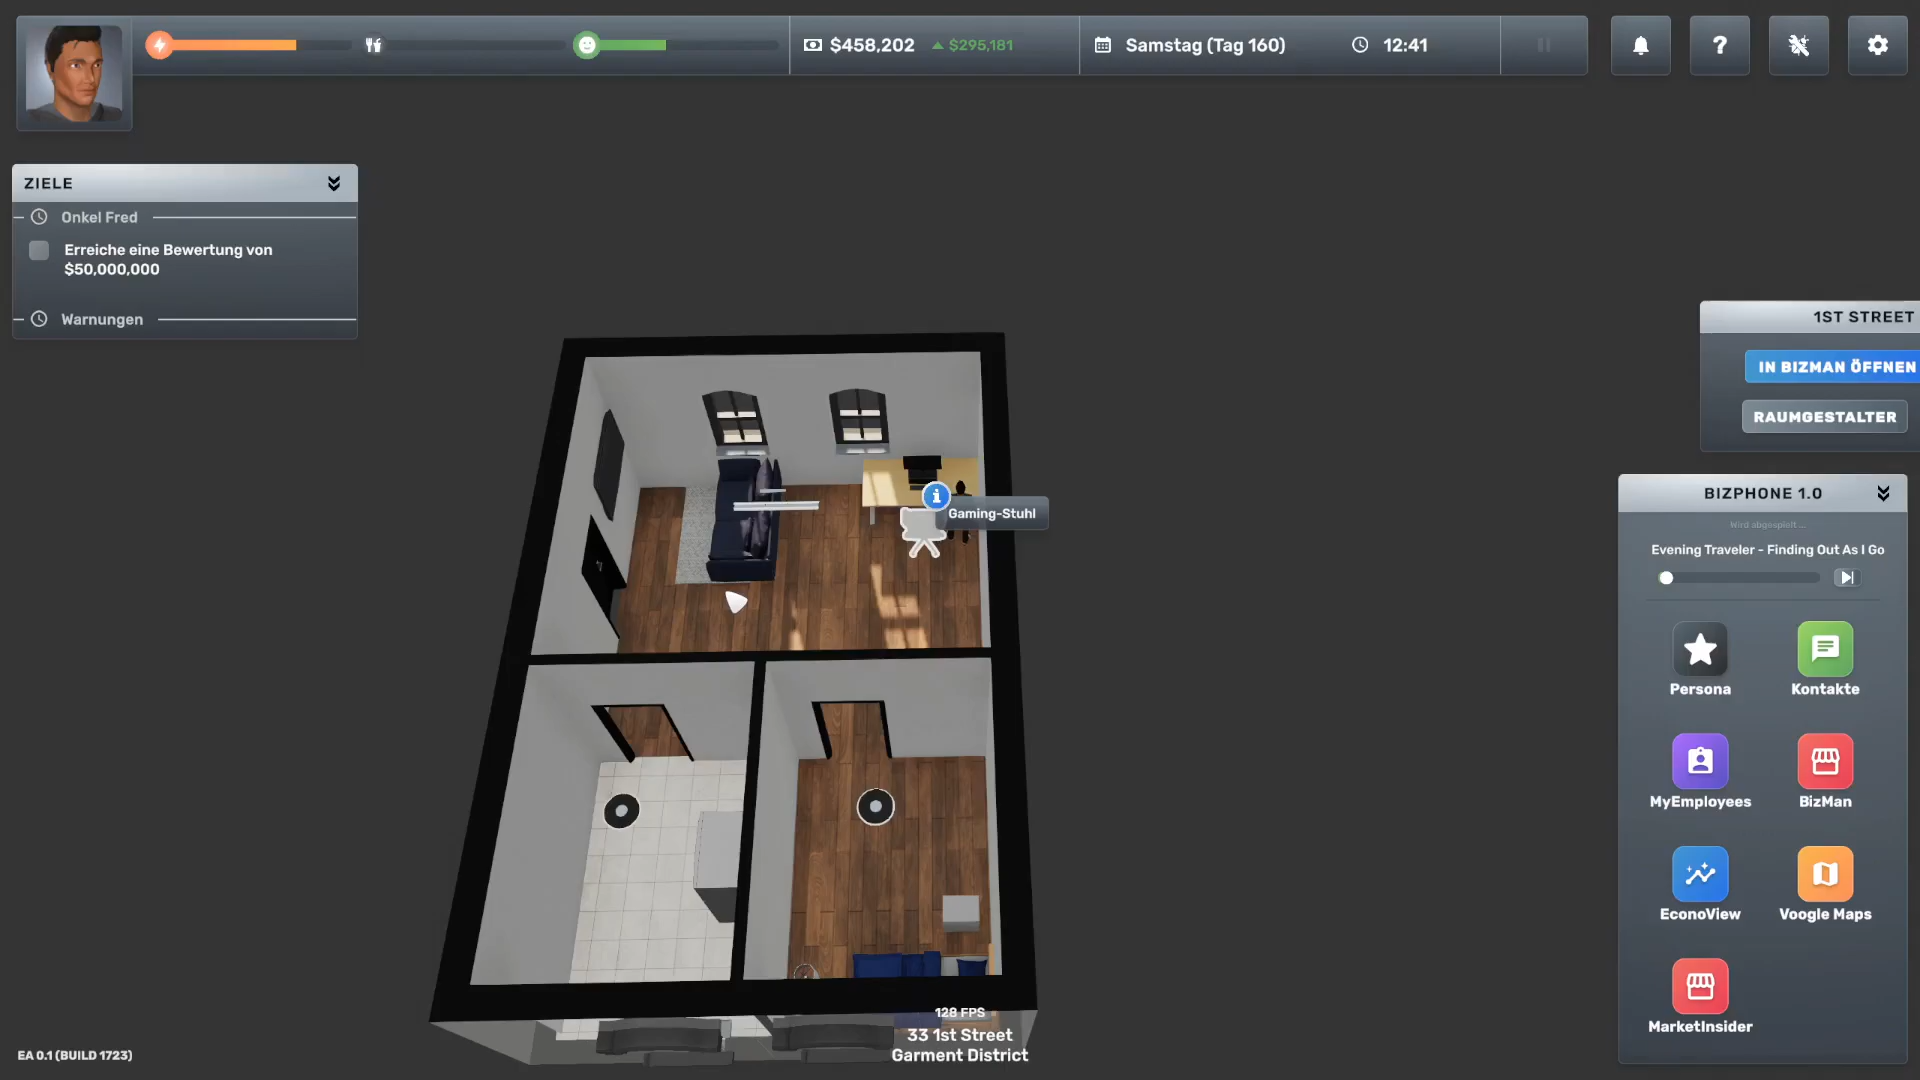 $458,202
$295,181
Samstag (Tag 160)
12:41
?
ZIELE
Onkel Fred
Erreiche eine Bewertung von
$50,000,000
Warnungen
1ST STREET
IN BIZMAN ÖFFNEN
RAUMGESTALTER
Gaming-Stuhl
BIZPHONE 1.0
Wird abgespielt ...
Evening Traveler - Finding Out As I Go
Persona
Kontakte
MyEmployees
BizMan
EconoView
Voogle Maps
MarketInsider
128 FPS
33 1st Street
Garment District
EA 0.1 (BUILD 1723)